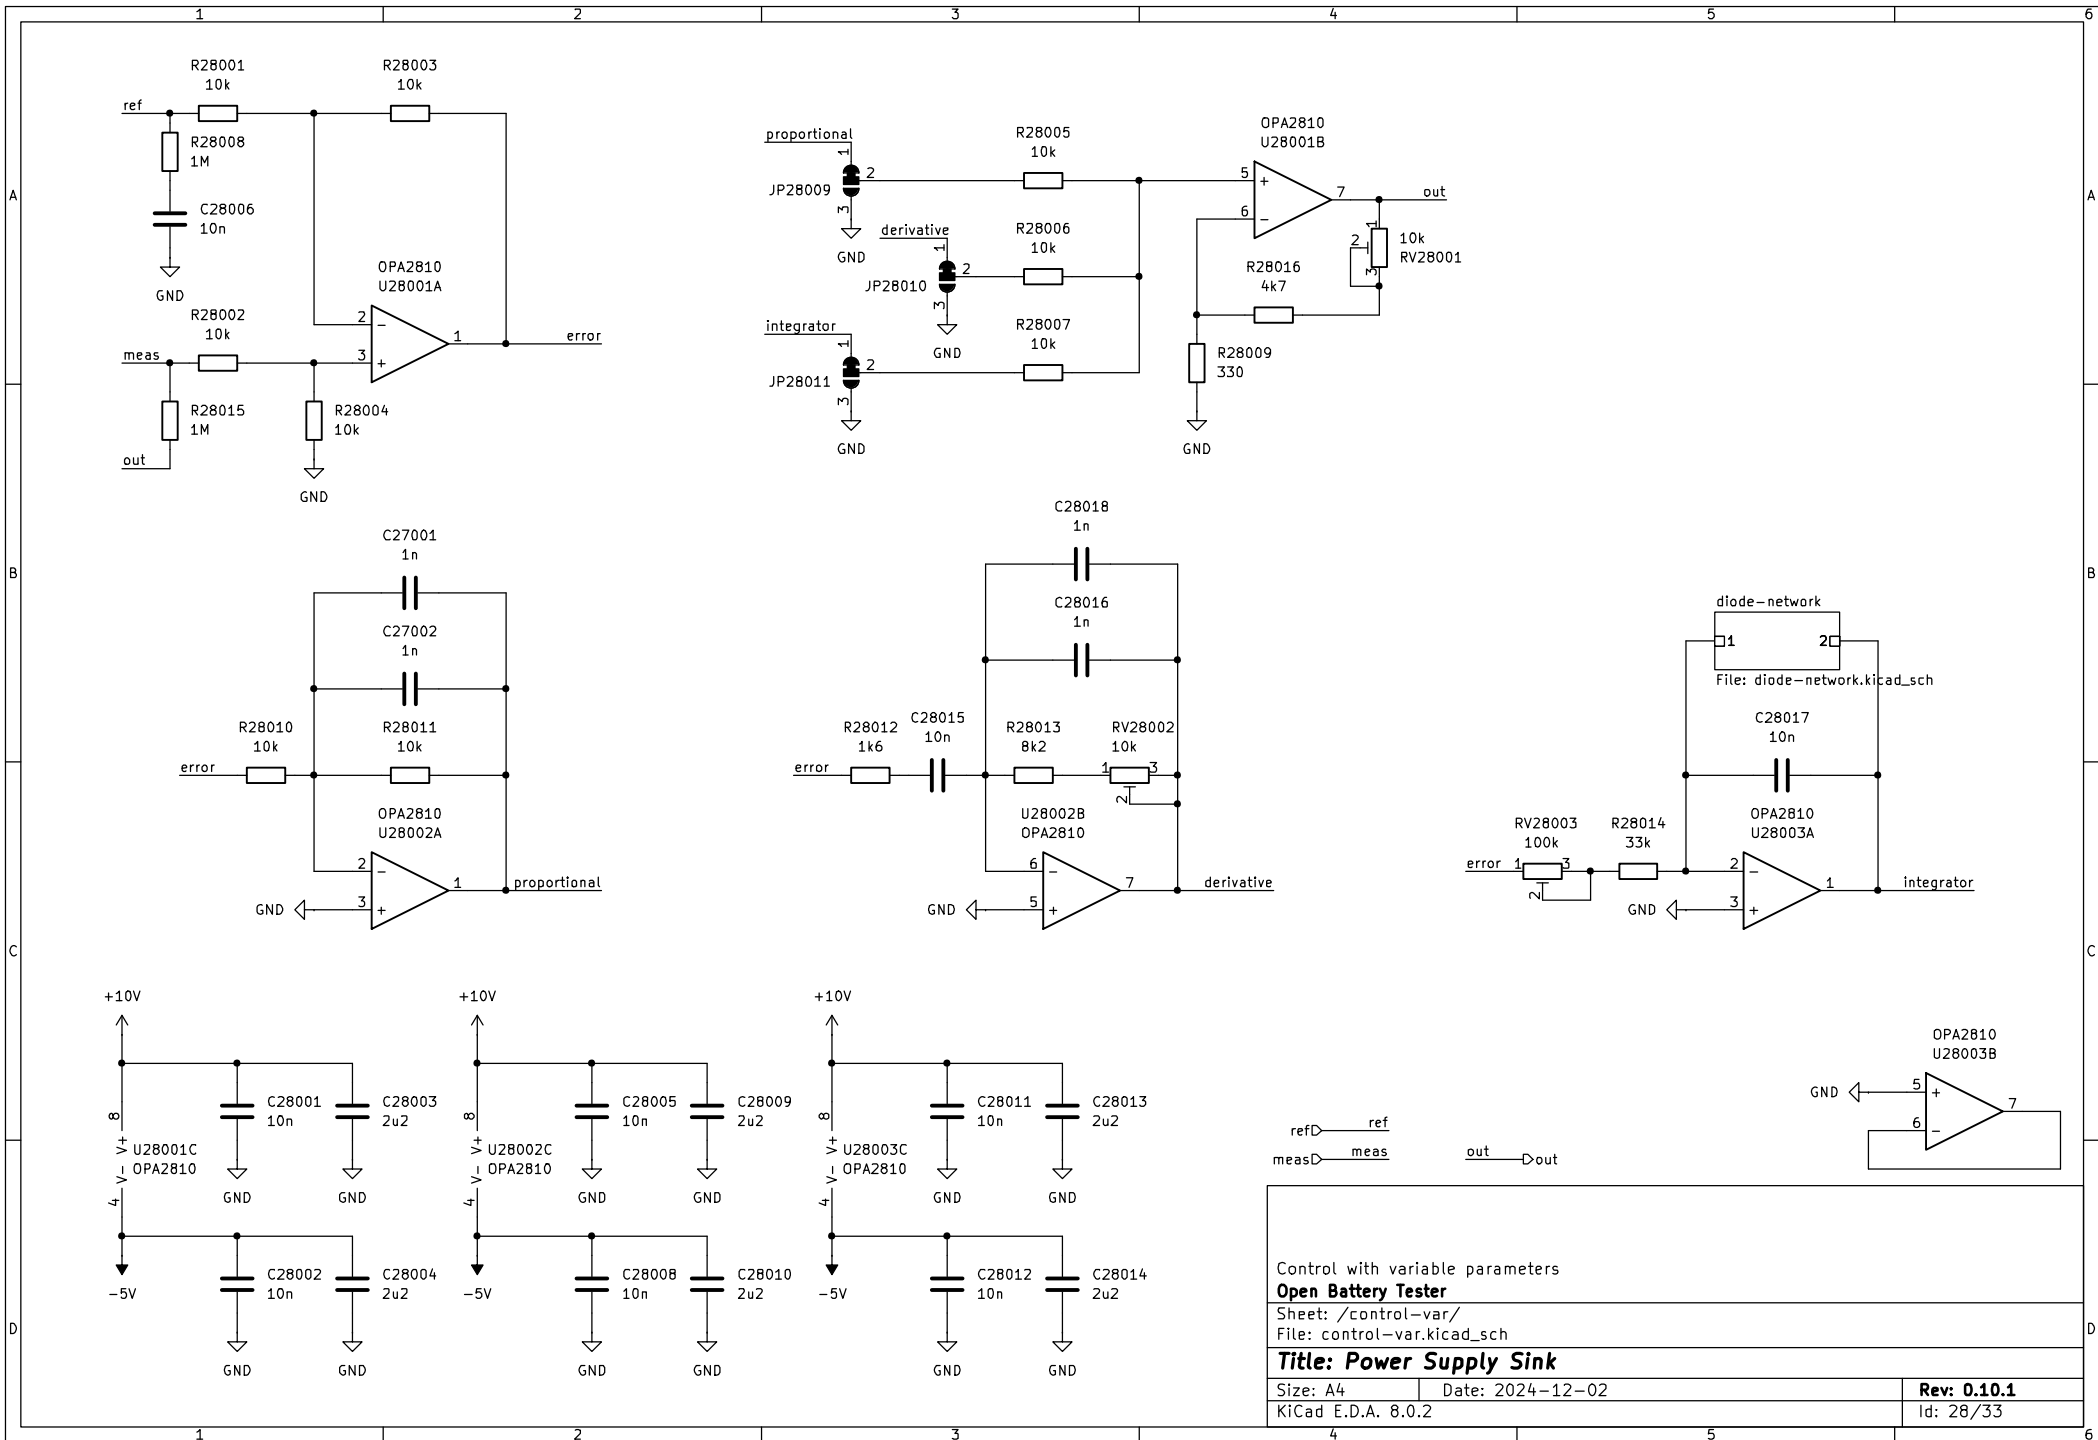 1 2 3 4 5 6
A
B
C
D
R28001
10k
R28003
10k
ref
R28008
1M
C28006
10n
GND
OPA2810
U28001A
R28002
10k
2 −
3 +
1
error
meas
R28015
1M
R28004
10k
out
GND
proportional
1
2
3
JP28009
GND
R28005
10k
derivative
1
2
3
JP28010
GND
R28006
10k
integrator
1
2
3
JP28011
GND
R28007
10k
OPA2810
U28001B
5 +
6 −
7
out
1
2
3
10k
RV28001
R28016
4k7
R28009
330
GND
C27001
1n
C27002
1n
R28010
10k
R28011
10k
error
OPA2810
U28002A
2 −
3 +
1
proportional
GND
C28018
1n
C28016
1n
R28012
1k6
C28015
10n
R28013
8k2
RV28002
10k
error
1
3
2
U28002B
OPA2810
6 −
5 +
7
derivative
GND
diode-network
1
2
File: diode-network.kicad_sch
C28017
10n
RV28003
100k
R28014
33k
OPA2810
U28003A
error
1
3
2
2 −
3 +
1
integrator
GND
+10V
8
V+
U28001C
V−
OPA2810
4
−5V
C28001
10n
GND
C28003
2u2
GND
C28002
10n
GND
C28004
2u2
GND
+10V
8
V+
U28002C
V−
OPA2810
4
−5V
C28005
10n
GND
C28009
2u2
GND
C28008
10n
GND
C28010
2u2
GND
+10V
8
V+
U28003C
V−
OPA2810
4
−5V
C28011
10n
GND
C28013
2u2
GND
C28012
10n
GND
C28014
2u2
GND
ref
ref
meas
meas
out
out
OPA2810
U28003B
GND
5 +
6 −
7
Control with variable parameters
Open Battery Tester
Sheet: /control-var/
File: control-var.kicad_sch
Title: Power Supply Sink
Size: A4
Date: 2024-12-02
Rev: 0.10.1
KiCad E.D.A. 8.0.2
Id: 28/33
A
B
C
D
1 2 3 4 5 6